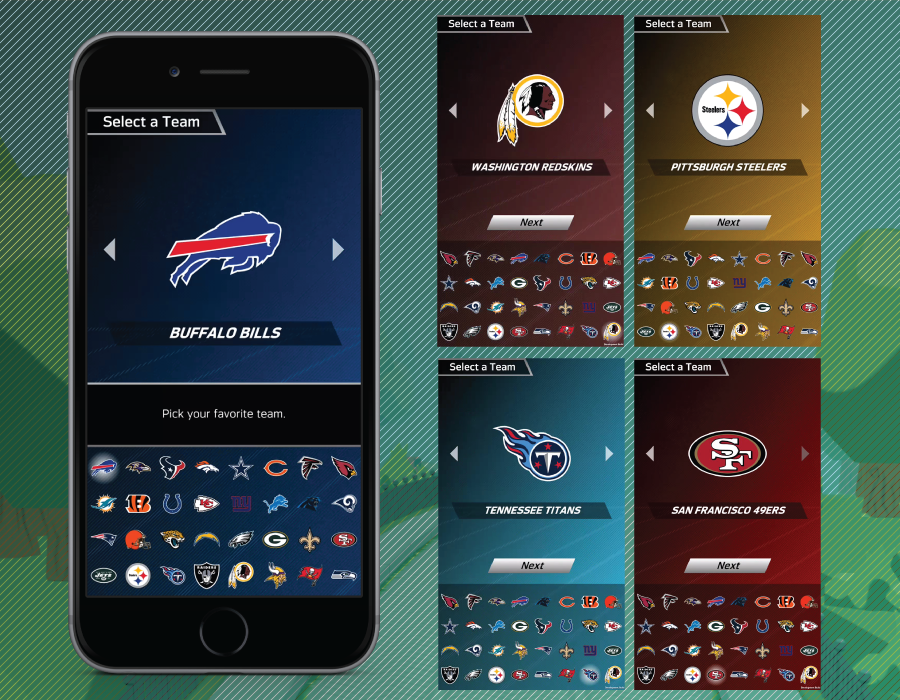 Select a Team
BUFFALO BILLS
Pick your favorite team.
Select a Team
WASHINGTON REDSKINS
Next
Select a Team
Steelers
PITTSBURGH STEELERS
Next
Select a Team
T
TENNESSEE TITANS
Next
Select a Team
SF
SAN FRANCISCO 49ERS
Next